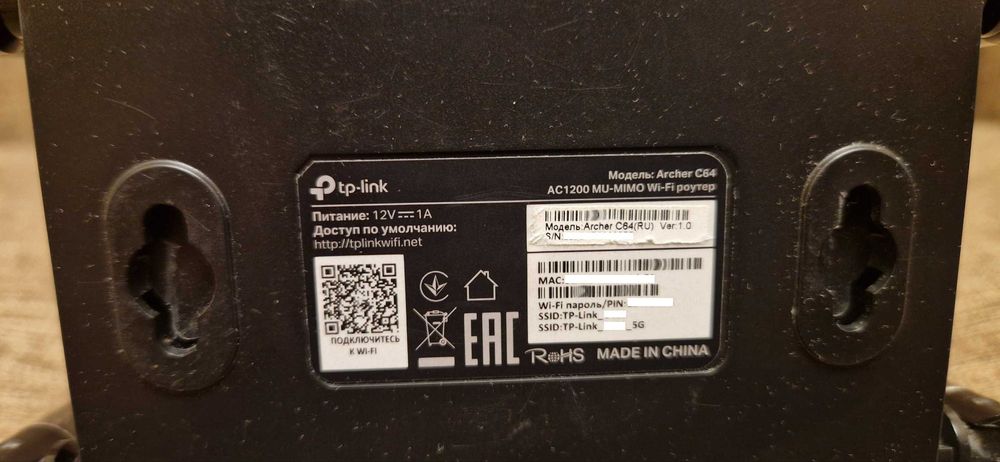 tp-link
Модель: Archer C64
AC1200 MU-MIMO Wi-Fi роутер
Питание: 12V 1A
Доступ по умолчанию:
http://tplinkwifi.net
Модель:Archer C64(RU) Ver:1.0
S/N:
MAC:
Wi-Fi пароль/PIN:
SSID:TP-Link_
SSID:TP-Link_ _5G
ПОДКЛЮЧИТЕСЬ
К WI-FI
EAC
RoHS
MADE IN CHINA